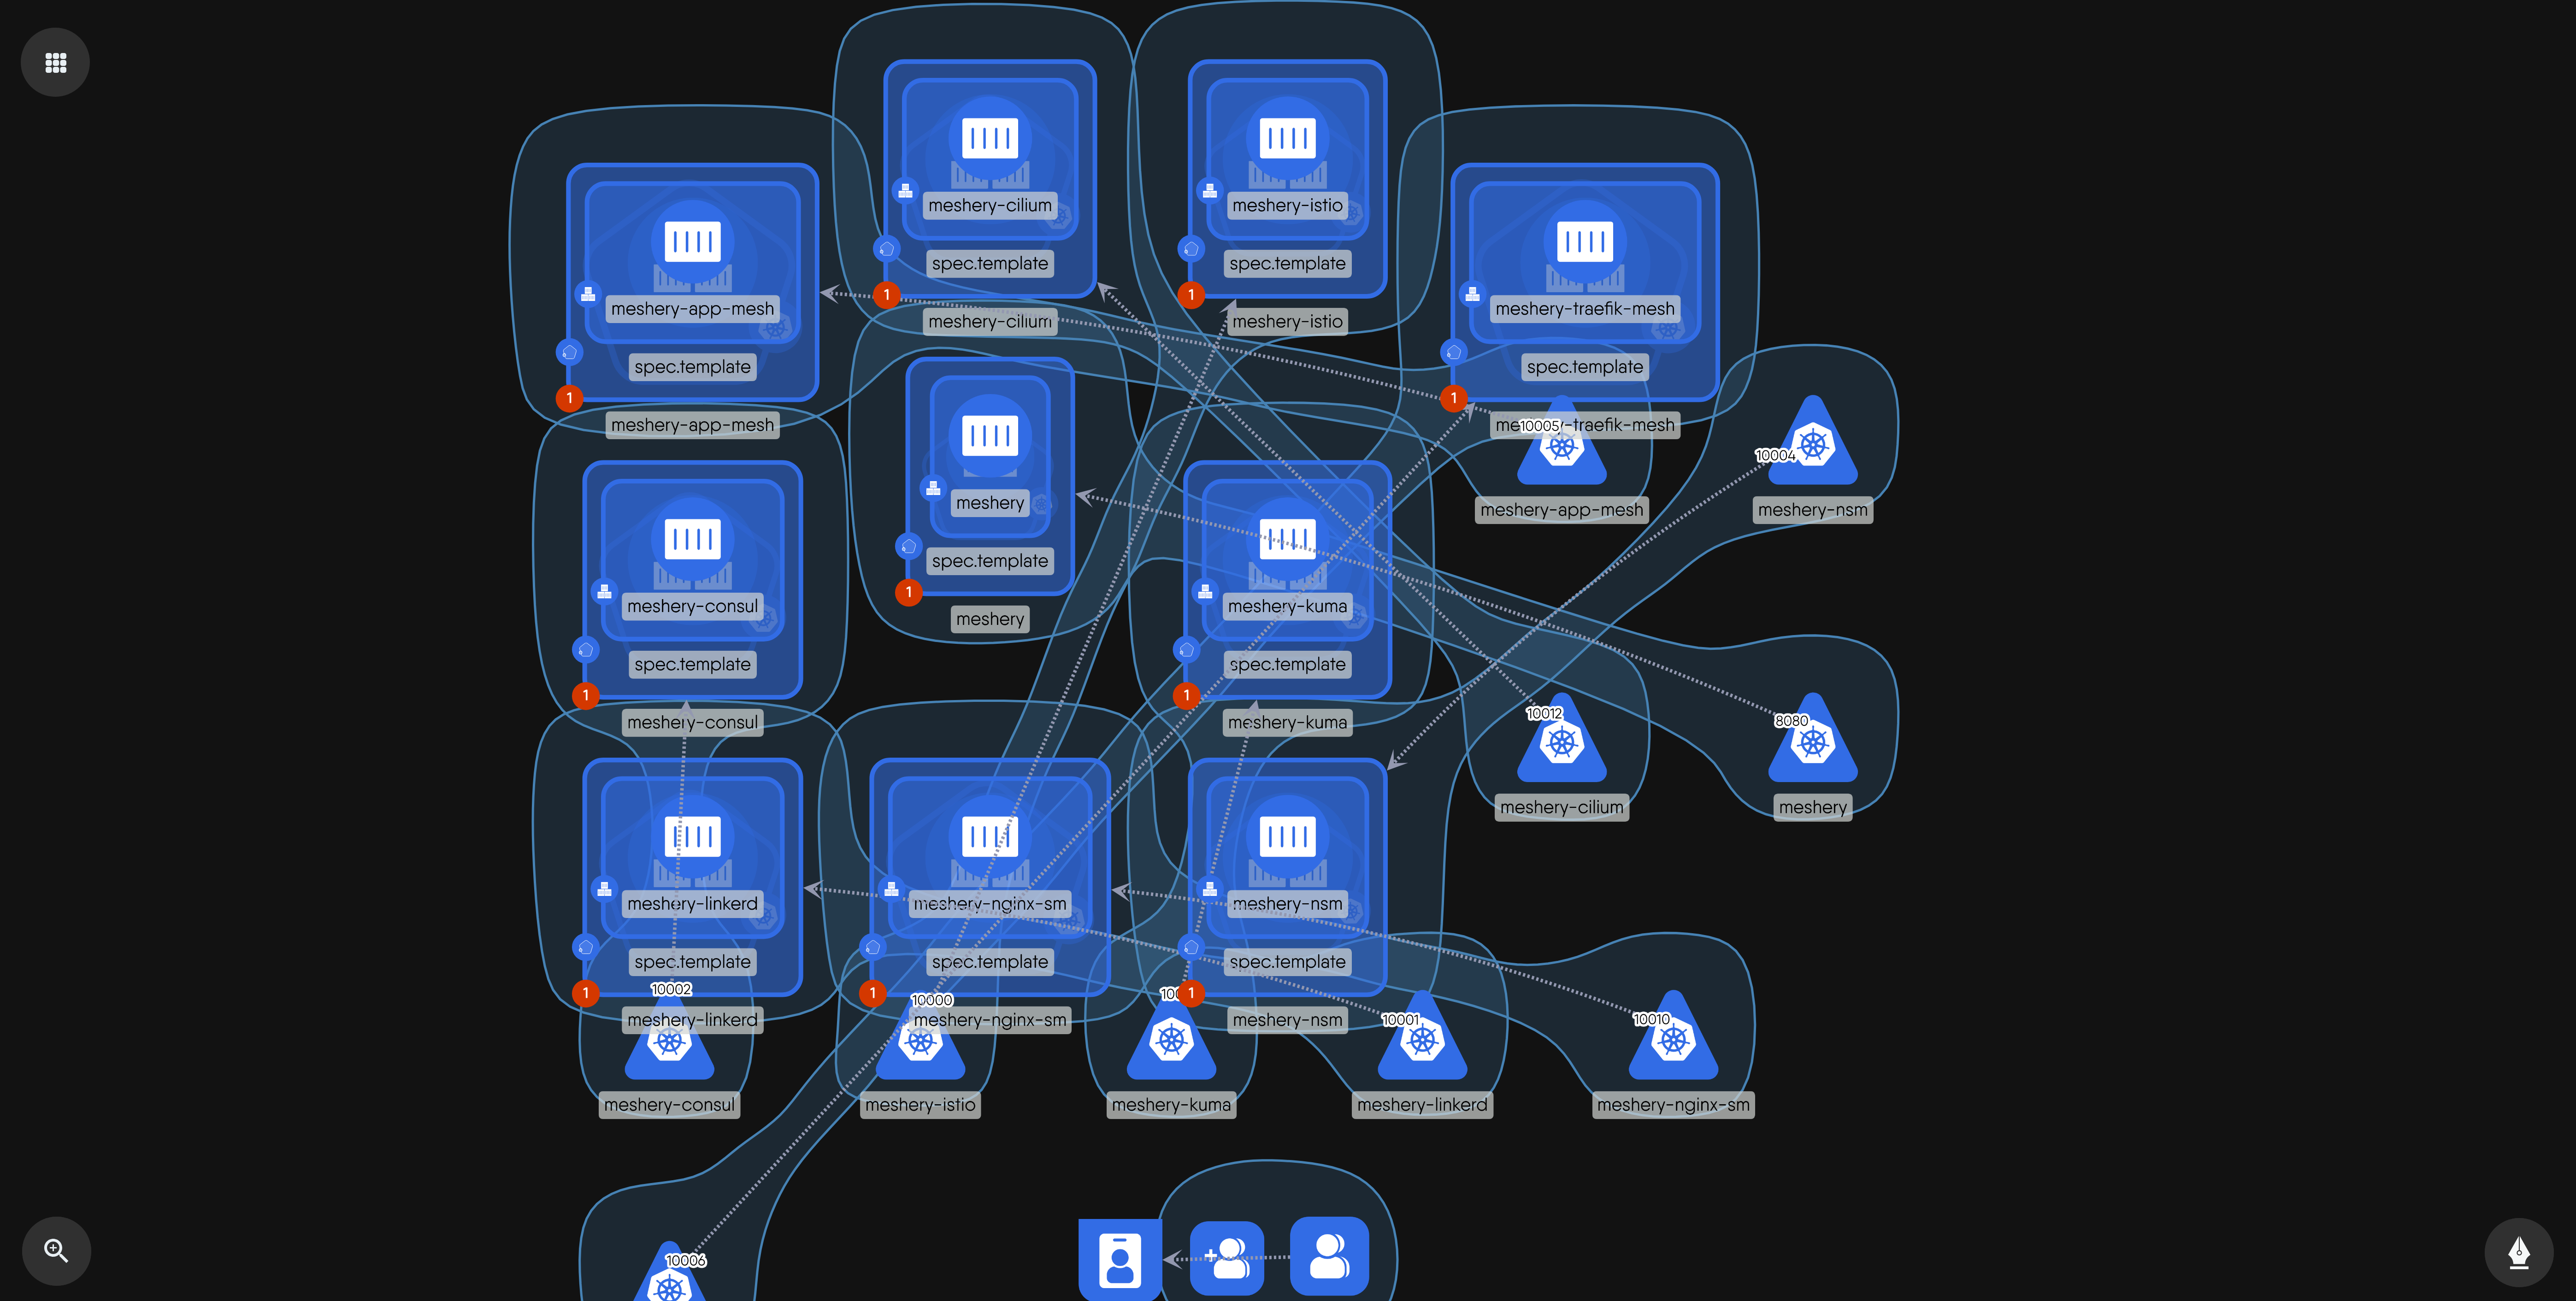 meshery-cilium
spec.template
1
meshery-cilium
meshery-istio
spec.template
1
meshery-istio
meshery-app-mesh
spec.template
1
meshery-app-mesh
meshery-traefik-mesh
spec.template
1
10005
meshery-app-mesh
10004
meshery-nsm
meshery
spec.template
1
meshery
meshery-consul
spec.template
1
meshery-consul
meshery-kuma
spec.template
1
meshery-kuma
10012
meshery-cilium
8080
meshery
meshery-linkerd
spec.template
1
meshery-linkerd
meshery-nginx-sm
spec.template
1
meshery-nginx-sm
meshery-nsm
spec.template
1
meshery-nsm
10002
meshery-consul
10000
meshery-istio
meshery-kuma
10001
meshery-linkerd
10010
meshery-nginx-sm
10006